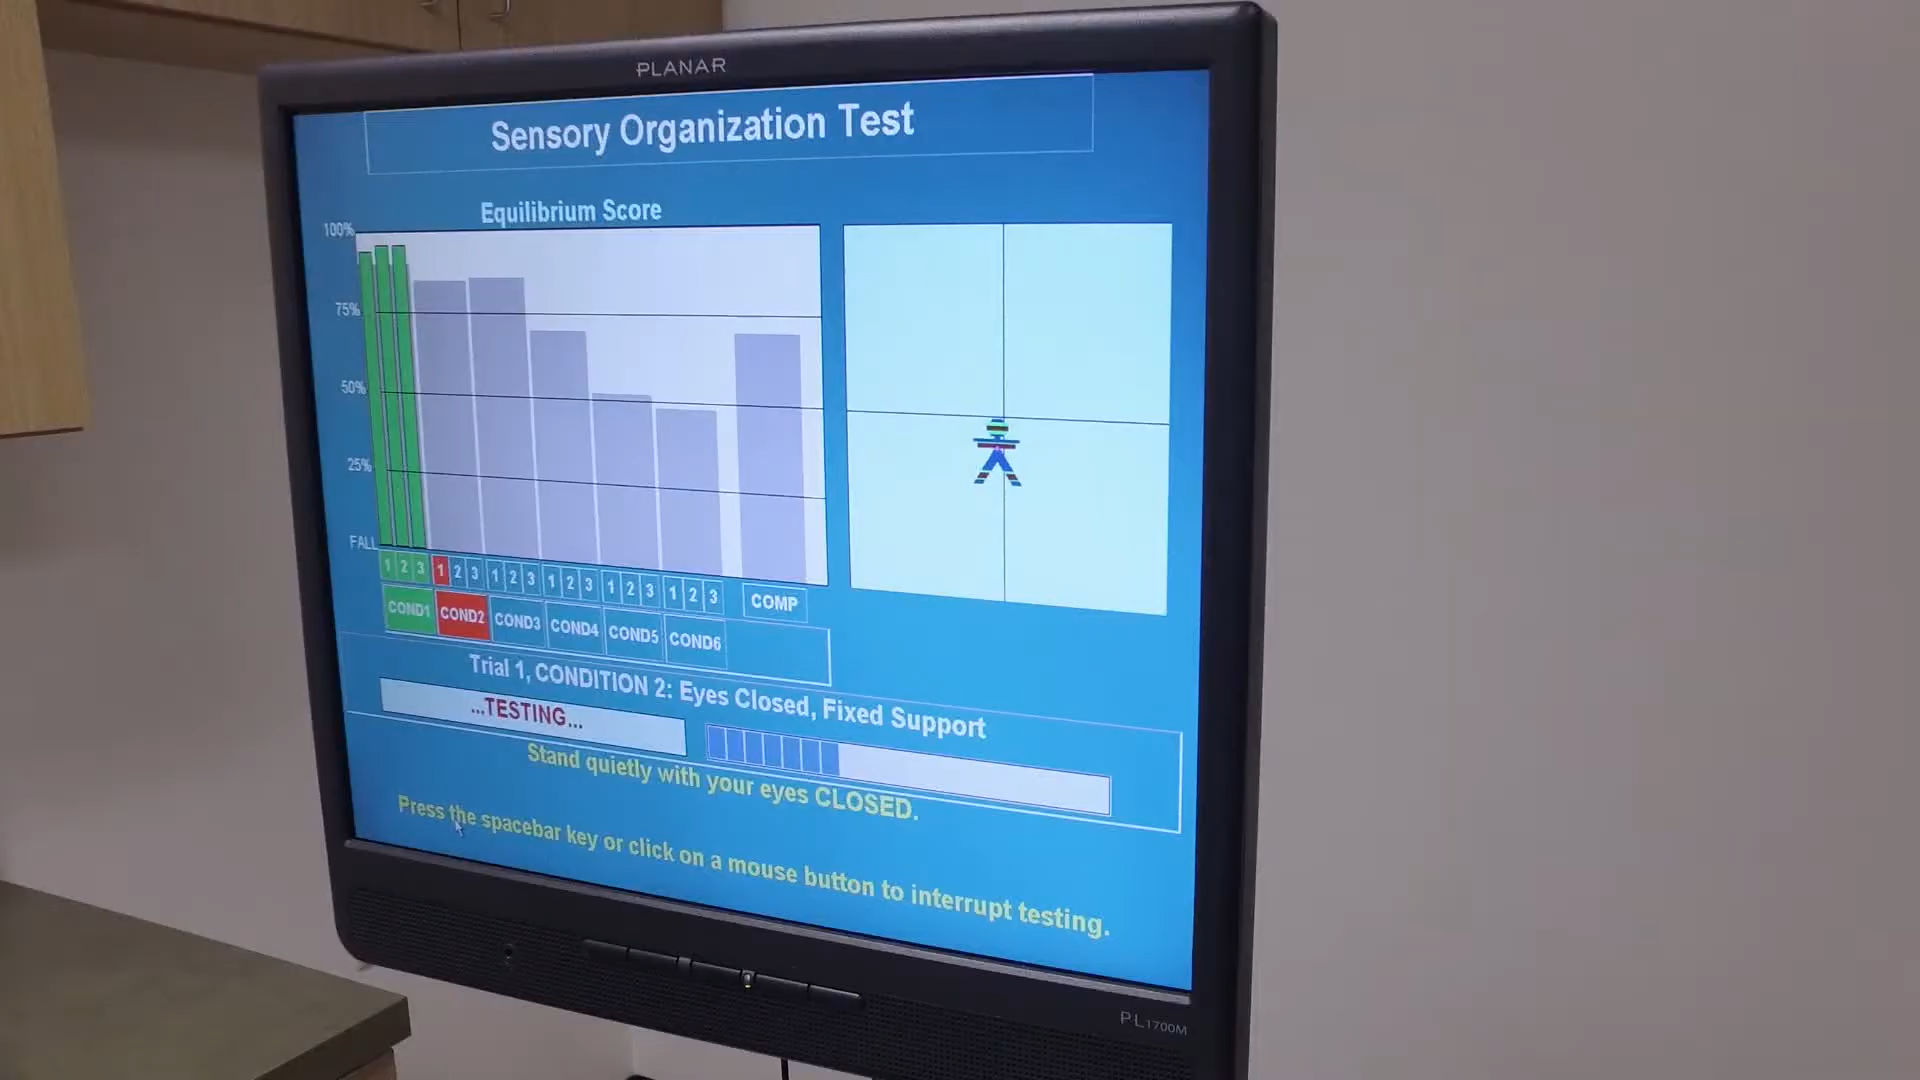 PLANAR
Sensory Organization Test
Equilibrium Score
100%
75%
50%
25%
FALL
1 2 3 1 2 3 1 2 3 1 2 3 1 2 3 1 2 3
COMP
COND1 COND2 COND3 COND4 COND5 COND6
Trial 1, CONDITION 2: Eyes Closed, Fixed Support
...TESTING...
Stand quietly with your eyes CLOSED.
Press the spacebar key or click on a mouse button to interrupt testing.
PL1700M